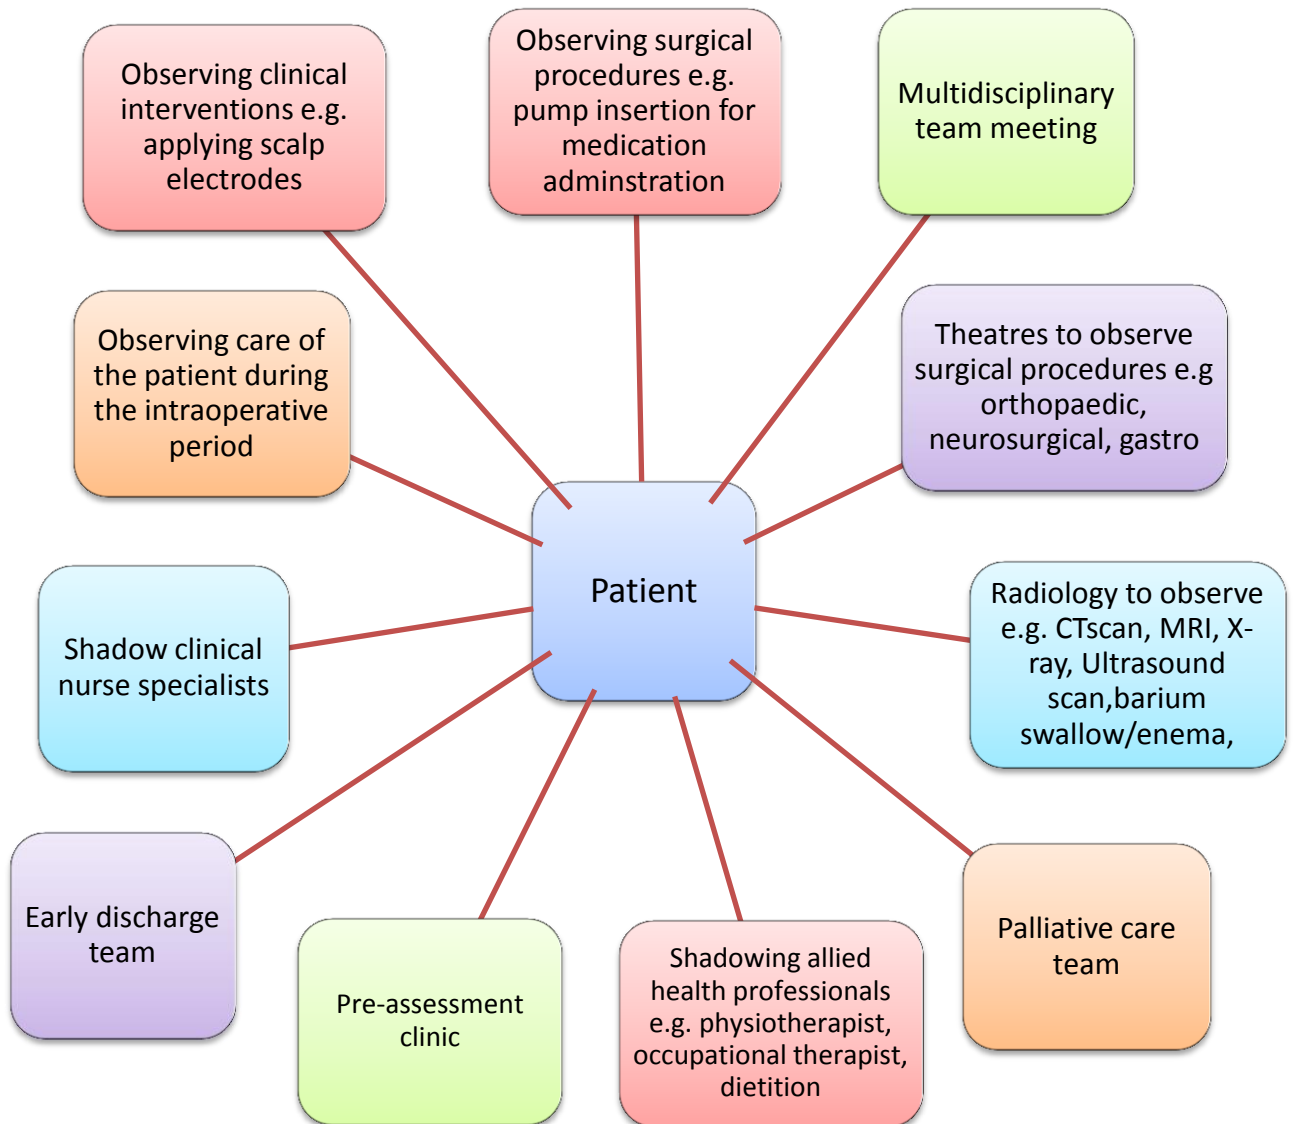 Observing clinical
interventions e.g.
applying scalp
electrodes
Observing surgical
procedures e.g.
pump insertion for
medication
adminstration
Multidisciplinary
team meeting
Observing care of
the patient during
the intraoperative
period
Theatres to observe
surgical procedures e.g
orthopaedic,
neurosurgical, gastro
Patient
Shadow clinical
nurse specialists
Radiology to observe
e.g. CTscan, MRI, X-
ray, Ultrasound
scan,barium
swallow/enema,
Early discharge
team
Pre-assessment
clinic
Shadowing allied
health professionals
e.g. physiotherapist,
occupational therapist,
dietition
Palliative care
team